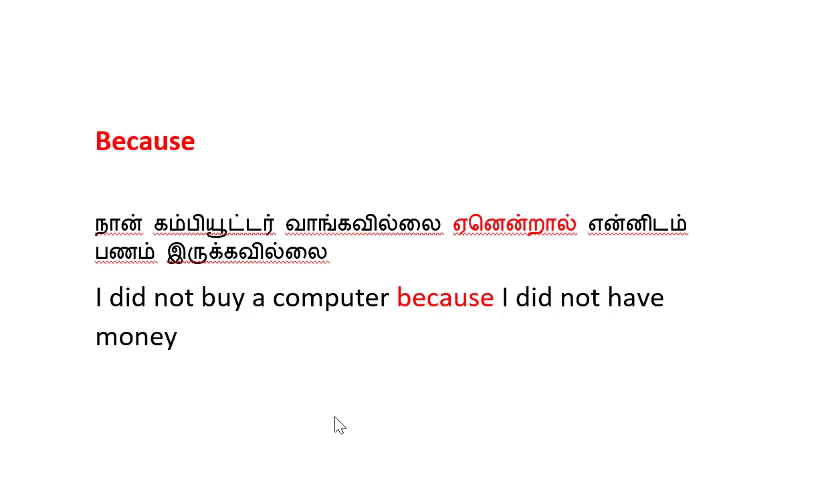 Because
நான் கம்பியூட்டர் வாங்கவில்லை ஏனென்றால் என்னிடம்
பணம் இருக்கவில்லை
I did not buy a computer because I did not have
money